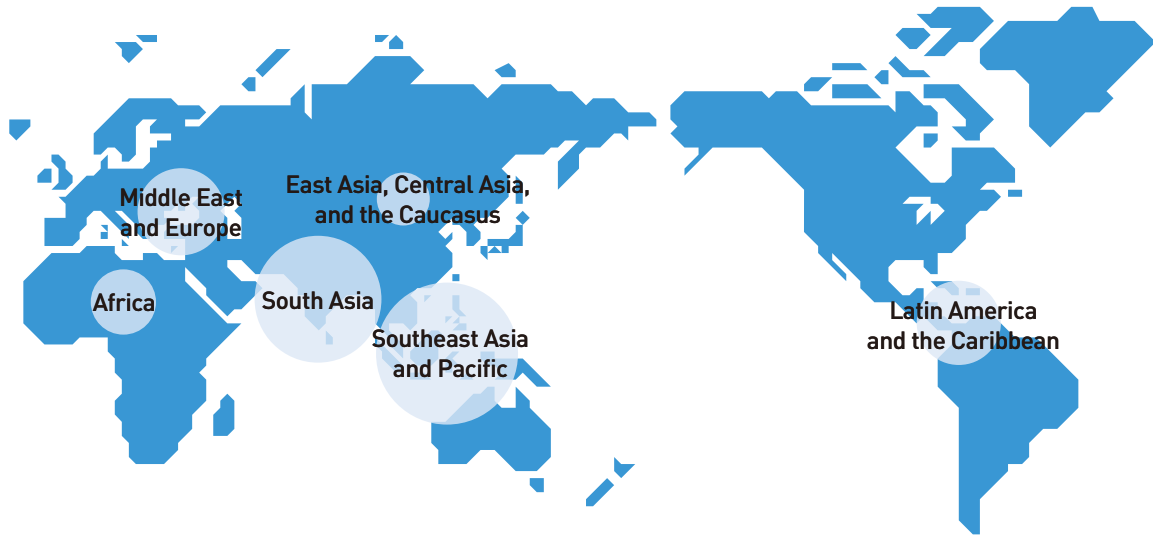 Middle East
and Europe
East Asia, Central Asia,
and the Caucasus
Africa
South Asia
Southeast Asia
and Pacific
Latin America
and the Caribbean